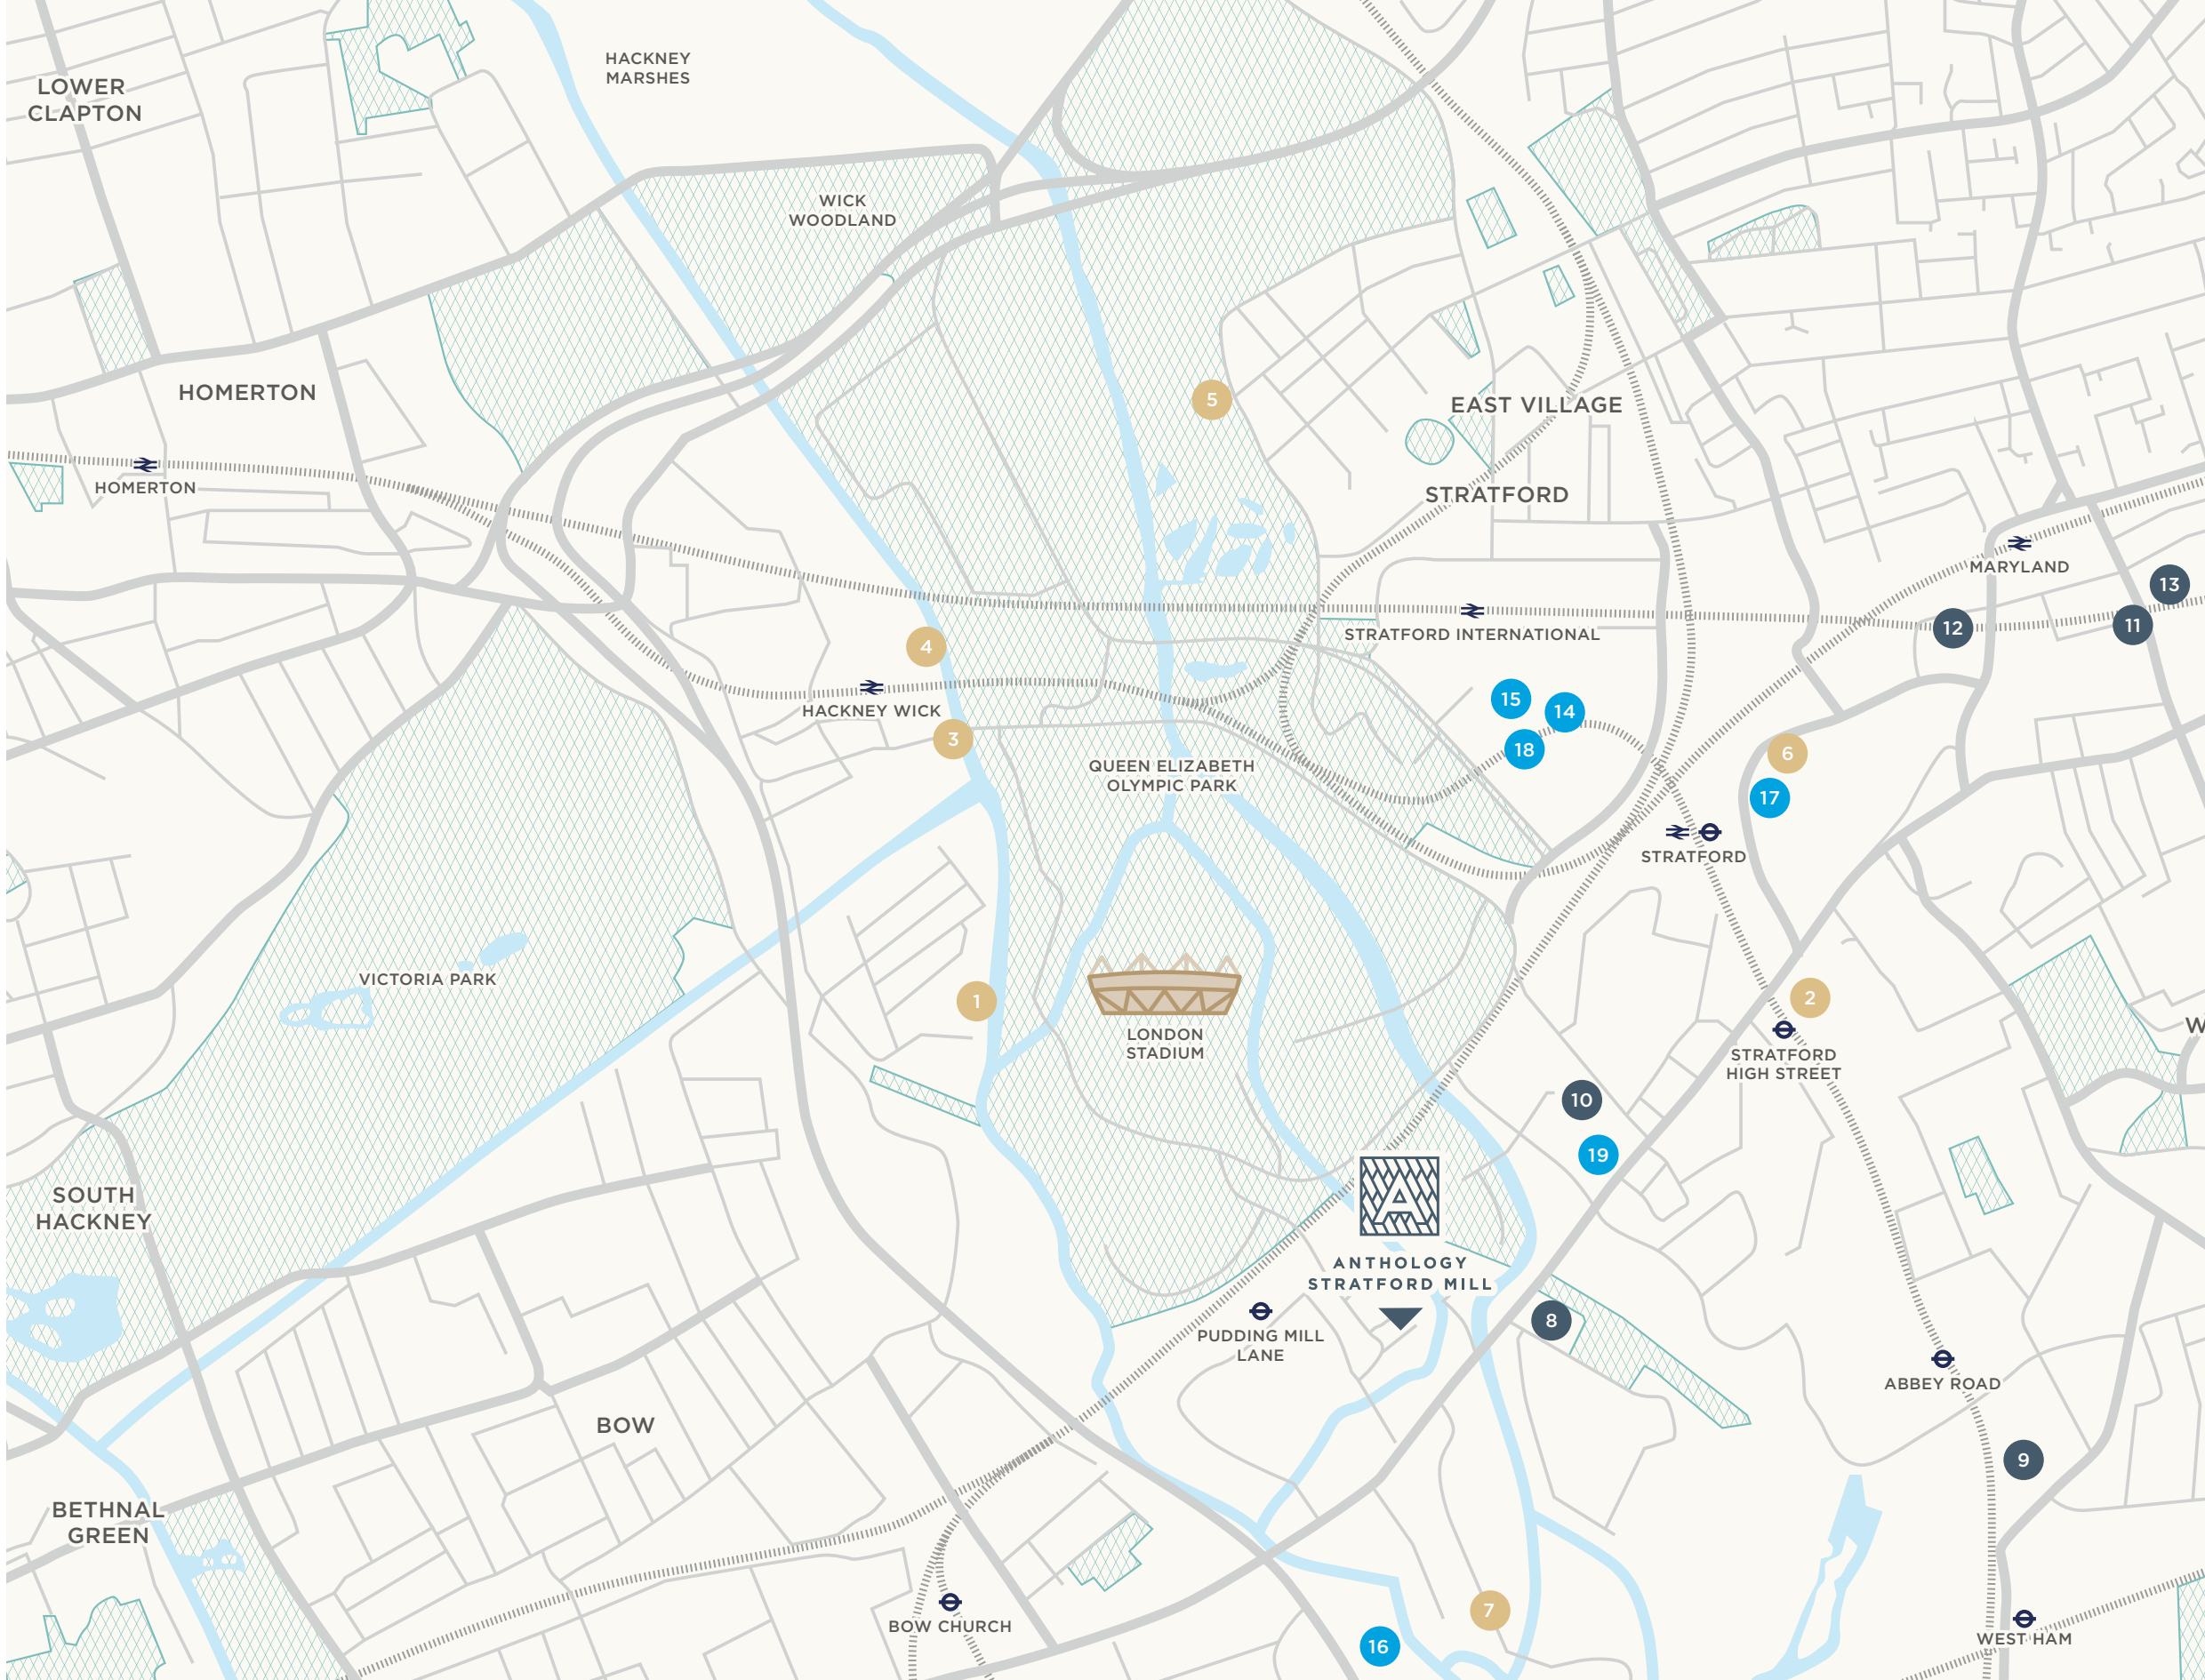 HACKNEY
MARSHES
LOWER
CLAPTON
WICK
WOODLAND
HOMERTON
5
EAST VILLAGE
HOMERTON
STRATFORD
MARYLAND
13
12
11
4
STRATFORD INTERNATIONAL
HACKNEY WICK
15
14
3
18
6
QUEEN ELIZABETH
OLYMPIC PARK
17
STRATFORD
VICTORIA PARK
1
2
LONDON
STADIUM
W
STRATFORD
HIGH STREET
10
19
SOUTH
HACKNEY
A
ANTHOLOGY
STRATFORD MILL
8
PUDDING MILL
LANE
ABBEY ROAD
BOW
9
BETHNAL
GREEN
BOW CHURCH
7
16
WEST HAM